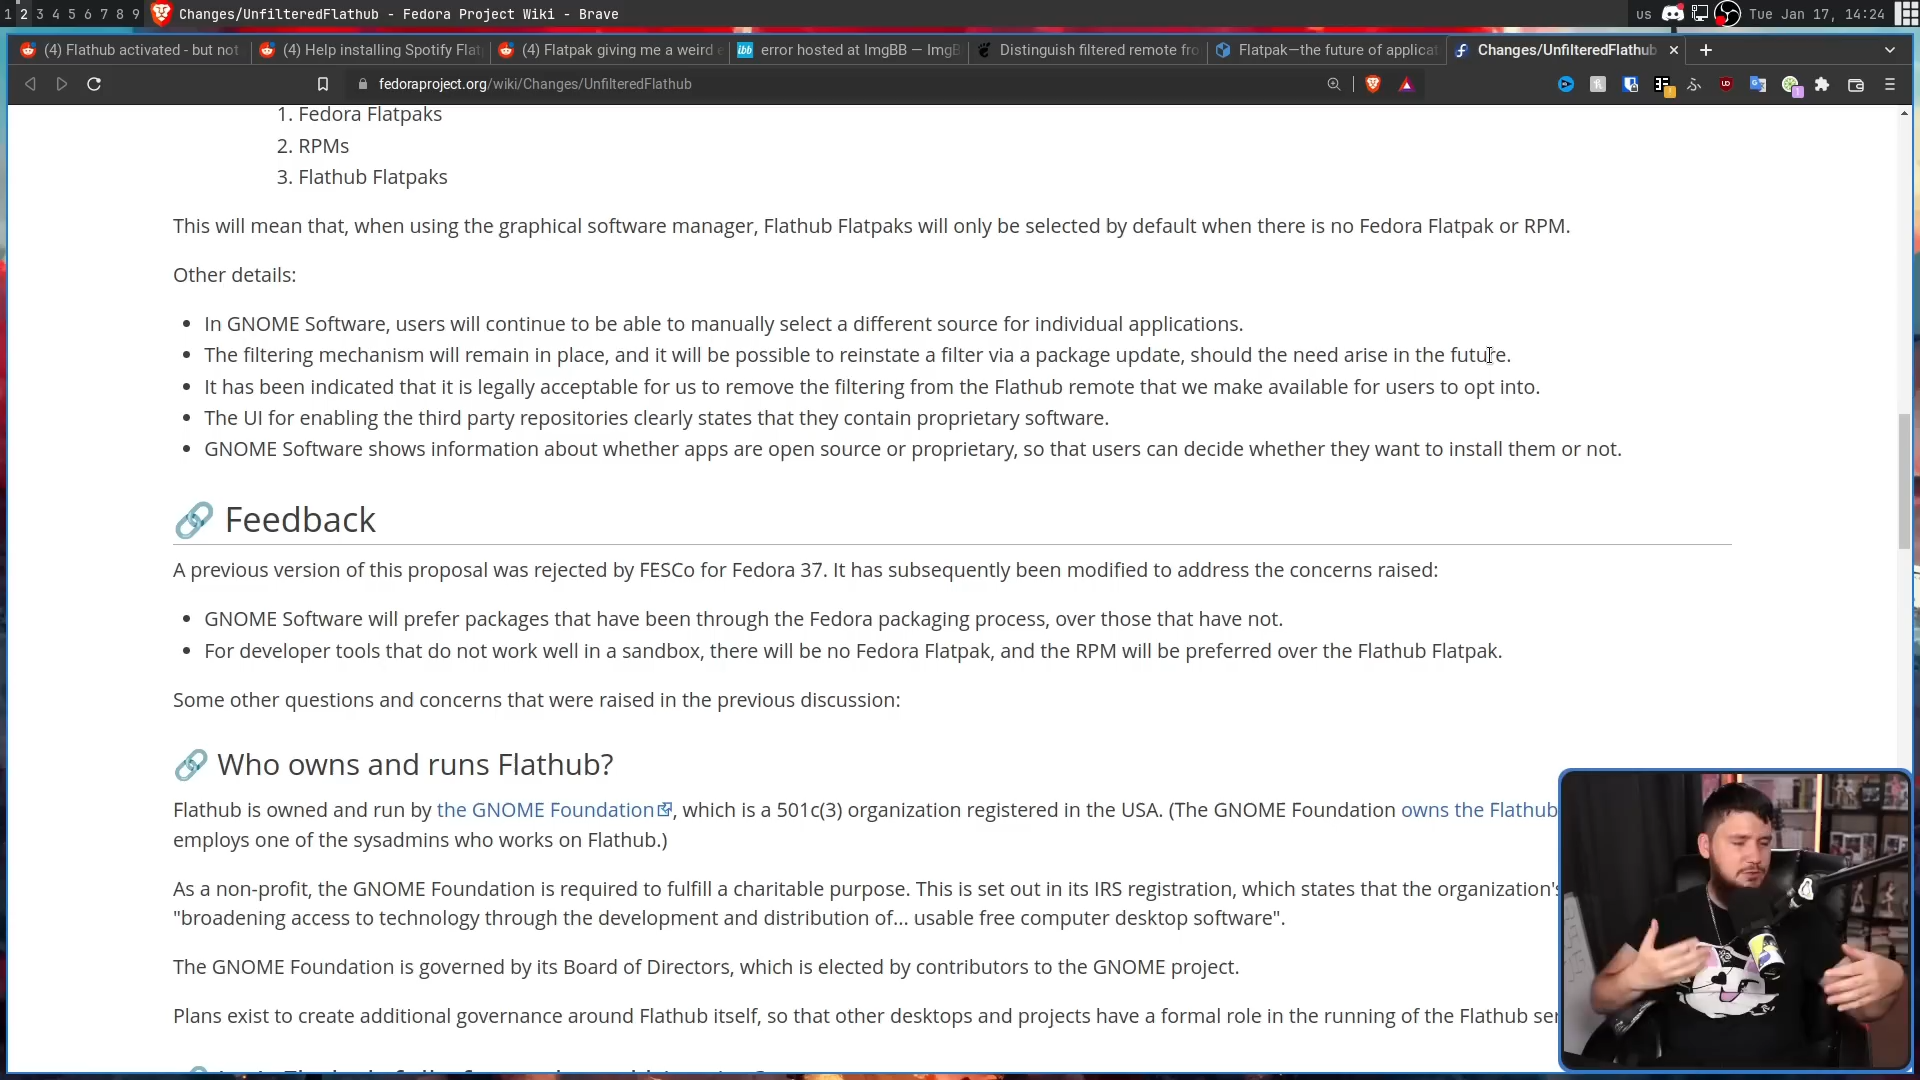 1 2 3 4 5 6 7 8 9 Changes/UnfilteredFlathub - Fedora Project Wiki - Brave us Tue Jan 17, 14:24
(4) Flathub activated - but not (4) Help installing Spotify Flat (4) Flatpak giving me a weird e ibb error hosted at ImgBB — ImgB Distinguish filtered remote fro Flatpak—the future of applicat Changes/UnfilteredFlathub
fedoraproject.org/wiki/Changes/UnfilteredFlathub
1. Fedora Flatpaks
2. RPMs
3. Flathub Flatpaks
This will mean that, when using the graphical software manager, Flathub Flatpaks will only be selected by default when there is no Fedora Flatpak or RPM.
Other details:
• In GNOME Software, users will continue to be able to manually select a different source for individual applications.
• The filtering mechanism will remain in place, and it will be possible to reinstate a filter via a package update, should the need arise in the future.
• It has been indicated that it is legally acceptable for us to remove the filtering from the Flathub remote that we make available for users to opt into.
• The UI for enabling the third party repositories clearly states that they contain proprietary software.
• GNOME Software shows information about whether apps are open source or proprietary, so that users can decide whether they want to install them or not.
Feedback
A previous version of this proposal was rejected by FESCo for Fedora 37. It has subsequently been modified to address the concerns raised:
• GNOME Software will prefer packages that have been through the Fedora packaging process, over those that have not.
• For developer tools that do not work well in a sandbox, there will be no Fedora Flatpak, and the RPM will be preferred over the Flathub Flatpak.
Some other questions and concerns that were raised in the previous discussion:
Who owns and runs Flathub?
Flathub is owned and run by the GNOME Foundation, which is a 501c(3) organization registered in the USA. (The GNOME Foundation owns the Flathub
employs one of the sysadmins who works on Flathub.)
As a non-profit, the GNOME Foundation is required to fulfill a charitable purpose. This is set out in its IRS registration, which states that the organization's
"broadening access to technology through the development and distribution of... usable free computer desktop software".
The GNOME Foundation is governed by its Board of Directors, which is elected by contributors to the GNOME project.
Plans exist to create additional governance around Flathub itself, so that other desktops and projects have a formal role in the running of the Flathub ser